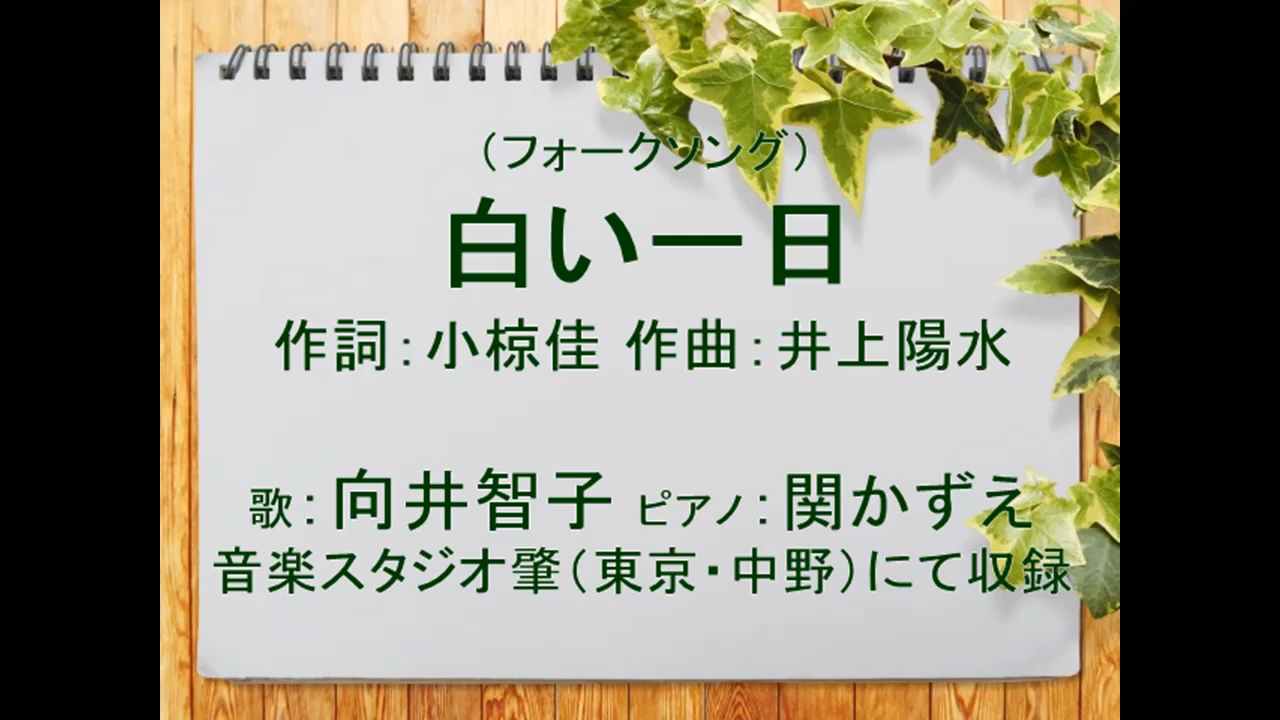 （フォークソング）
白い一日
作詞：小椋佳 作曲：井上陽水
歌：向井智子 ピアノ：関かずえ
音楽スタジオ肇（東京・中野）にて収録